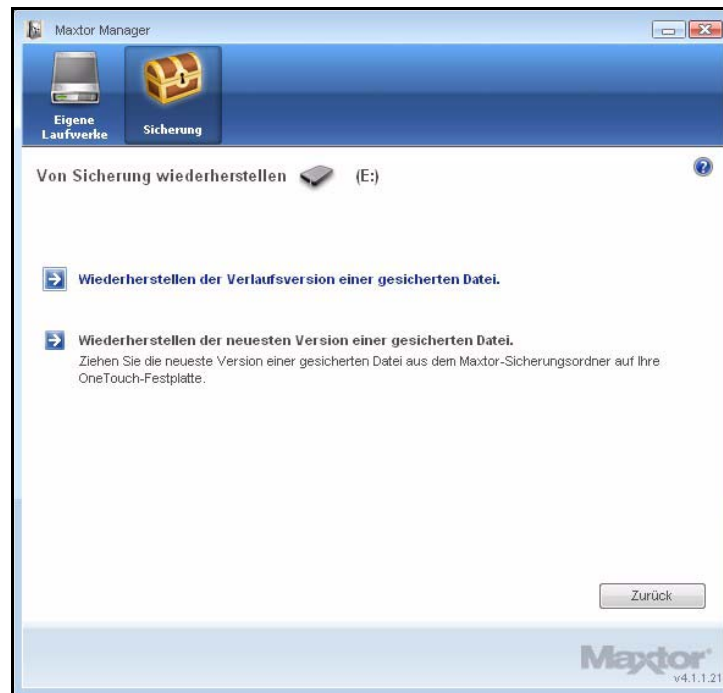 Maxtor Manager
Eigene
Laufwerke
Sicherung
Von Sicherung wiederherstellen (E:)
Wiederherstellen der Verlaufsversion einer gesicherten Datei.
Wiederherstellen der neuesten Version einer gesicherten Datei.
Ziehen Sie die neueste Version einer gesicherten Datei aus dem Maxtor-Sicherungsordner auf Ihre
OneTouch-Festplatte.
Zurück
Maxtor
v4.1.1.21